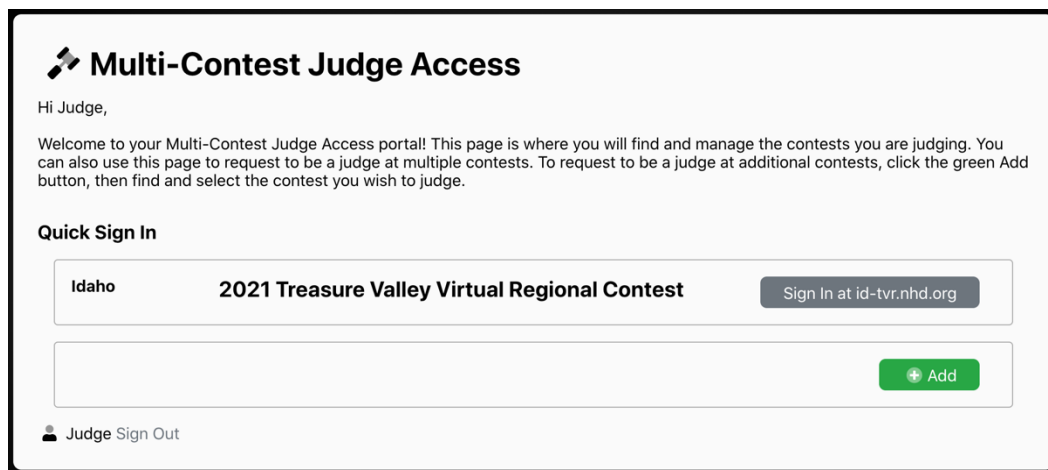 Multi-Contest Judge Access
Hi Judge,
Welcome to your Multi-Contest Judge Access portal! This page is where you will find and manage the contests you are judging. You
can also use this page to request to be a judge at multiple contests. To request to be a judge at additional contests, click the green Add
button, then find and select the contest you wish to judge.
Quick Sign In
Idaho 2021 Treasure Valley Virtual Regional Contest Sign In at id-tvr.nhd.org
Add
Judge Sign Out